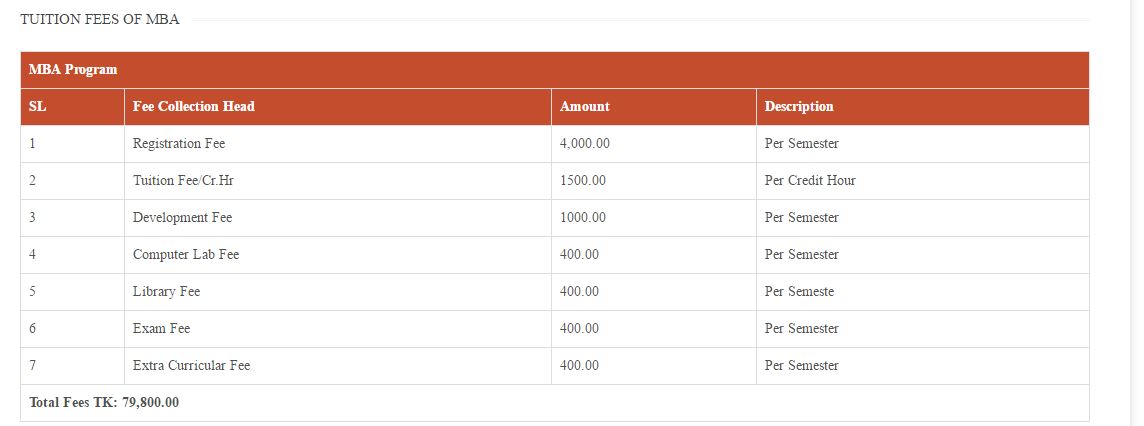 TUITION FEES OF MBA
MBA Program
SL Fee Collection Head Amount Description
1 Registration Fee 4,000.00 Per Semester
2 Tuition Fee/Cr.Hr 1500.00 Per Credit Hour
3 Development Fee 1000.00 Per Semester
4 Computer Lab Fee 400.00 Per Semester
5 Library Fee 400.00 Per Semeste
6 Exam Fee 400.00 Per Semester
7 Extra Curricular Fee 400.00 Per Semester
Total Fees TK: 79,800.00